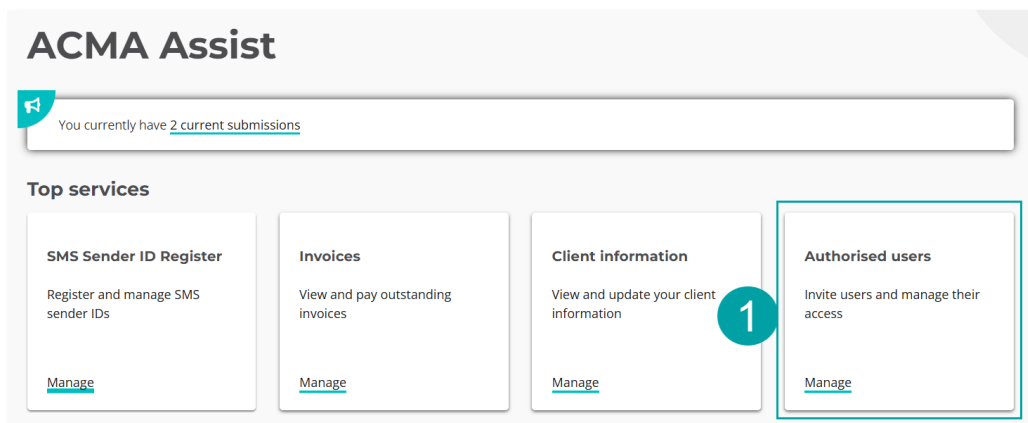 ACMA Assist
You currently have 2 current submissions
Top services
SMS Sender ID Register
Register and manage SMS
sender IDs
Manage
Invoices
View and pay outstanding
invoices
Manage
Client information
View and update your client
information
Manage
1
Authorised users
Invite users and manage their
access
Manage